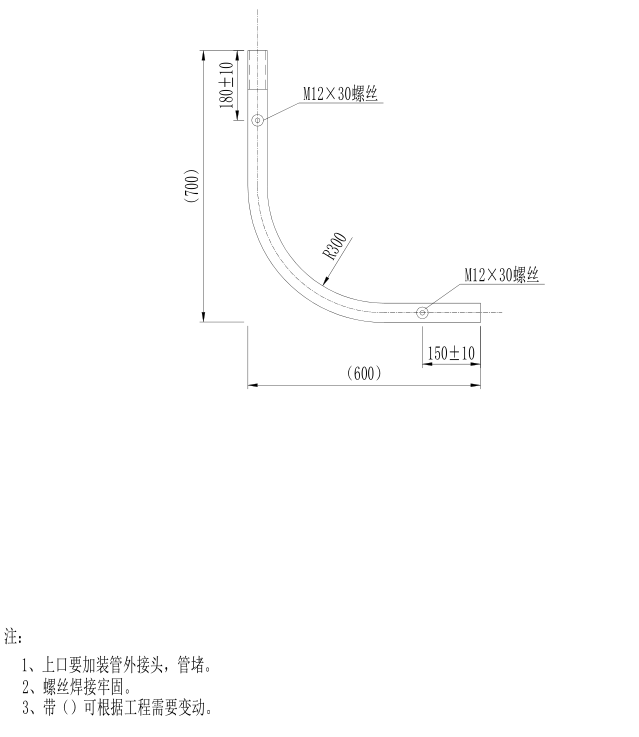 180±10
M12×30螺丝
(700)
R300
M12×30螺丝
150±10
(600)
注:
1、上口要加装管外接头，管堵。
2、螺丝焊接牢固。
3、带（）可根据工程需要变动。